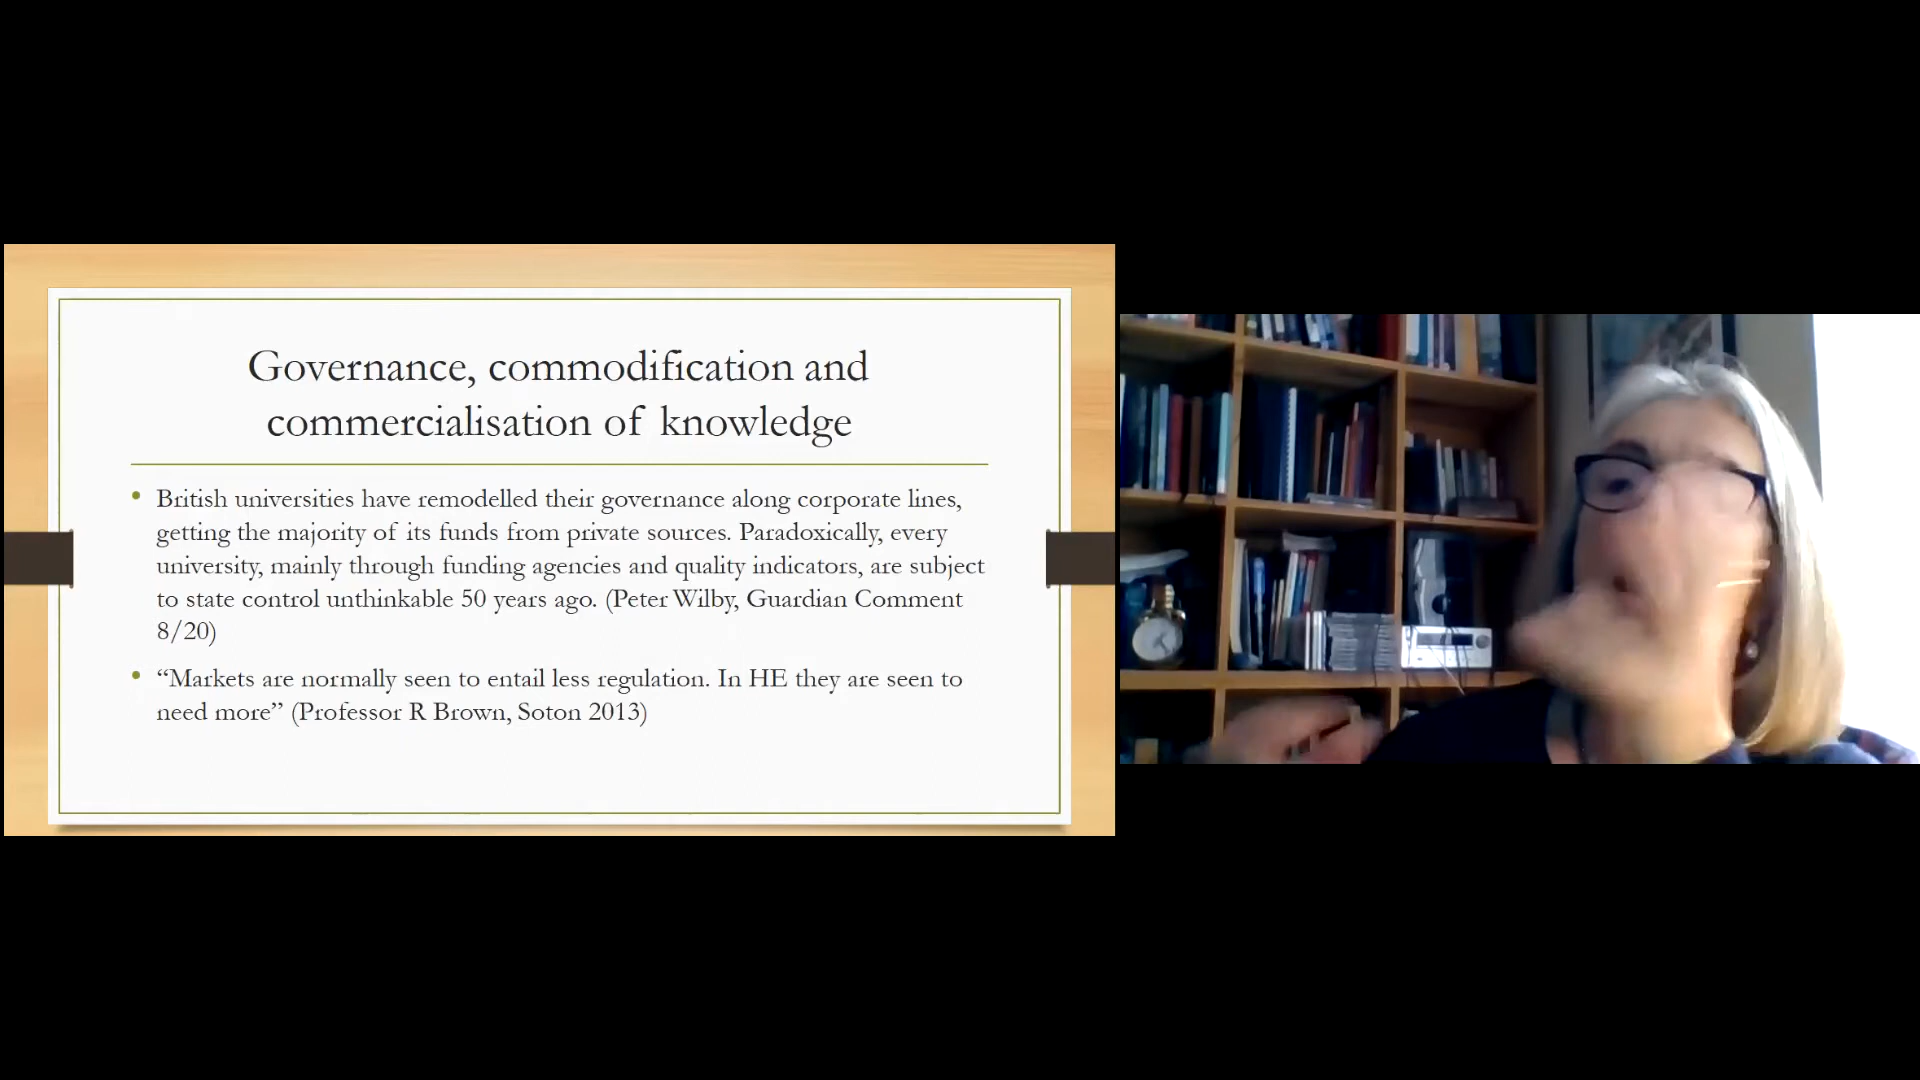 Governance, commodification and
commercialisation of knowledge
• British universities have remodelled their governance along corporate lines,
getting the majority of its funds from private sources. Paradoxically, every
university, mainly through funding agencies and quality indicators, are subject
to state control unthinkable 50 years ago. (Peter Wilby, Guardian Comment
8/20)
• “Markets are normally seen to entail less regulation. In HE they are seen to
need more” (Professor R Brown, Soton 2013)